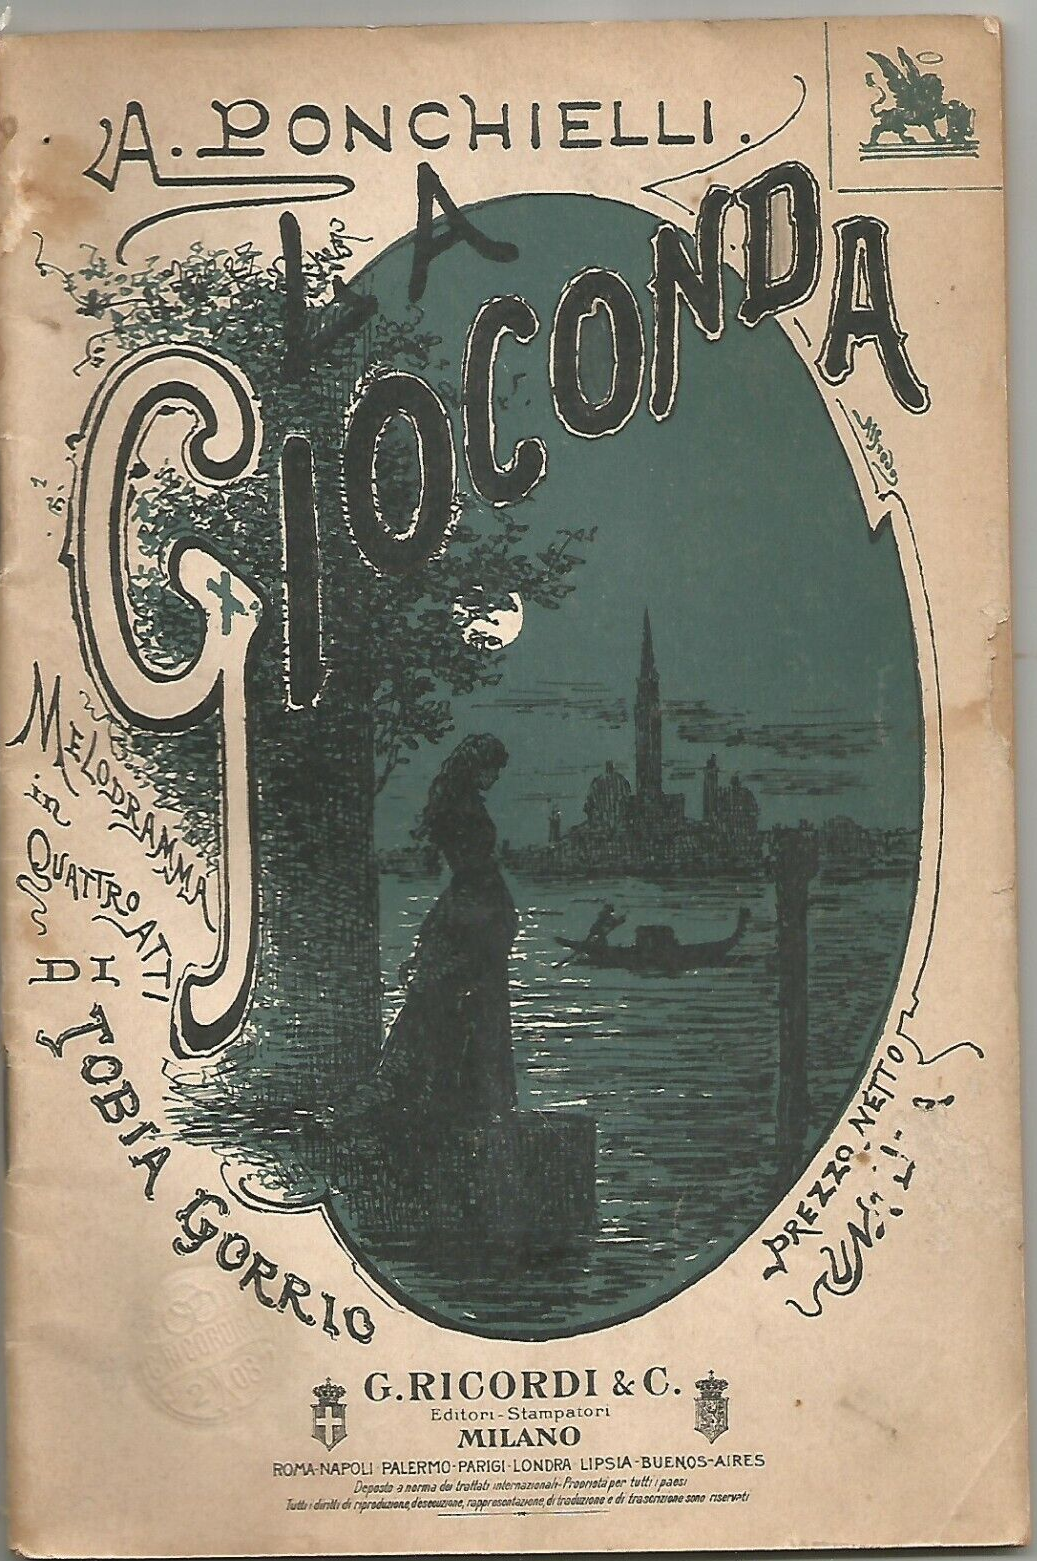 A. PONCHIELLI.
LA
GIOCONDA
MELODRAMMA
in
QUATTRO ATTI
DI
TOBIA GORRIO
PREZZO NETTO
G. RICORDI & C.
Editori-Stampatori
MILANO
ROMA-NAPOLI PALERMO-PARIGI-LONDRA LIPSIA-BUENOS-AIRES
Deposto a norma dei trattati internazionali-Proprietà per tutti i paesi
Tutti i diritti di riproduzione, d'esecuzione, rappresentazione, di traduzione e di trascrizione sono riservati